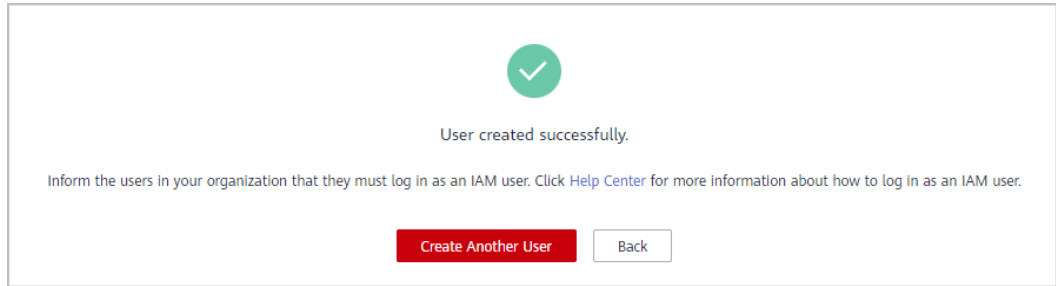 User created successfully.
Inform the users in your organization that they must log in as an IAM user. Click Help Center for more information about how to log in as an IAM user.
Create Another User
Back